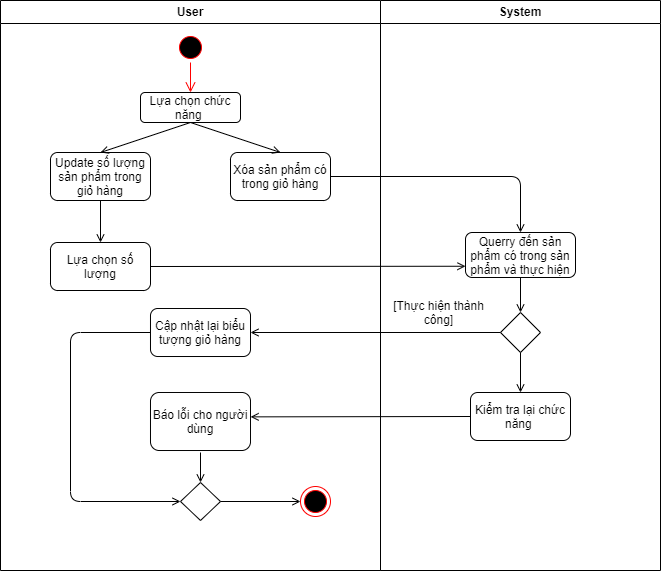 User
System
Lựa chọn chức
năng
Update số lượng
sản phẩm trong
giỏ hàng
Xóa sản phẩm có
trong giỏ hàng
Querry đến sản
phẩm có trong sản
phẩm và thực hiện
Lựa chọn số
lượng
[Thực hiện thành
công]
Cập nhật lại biểu
tượng giỏ hàng
Kiểm tra lại chức
năng
Báo lỗi cho người
dùng